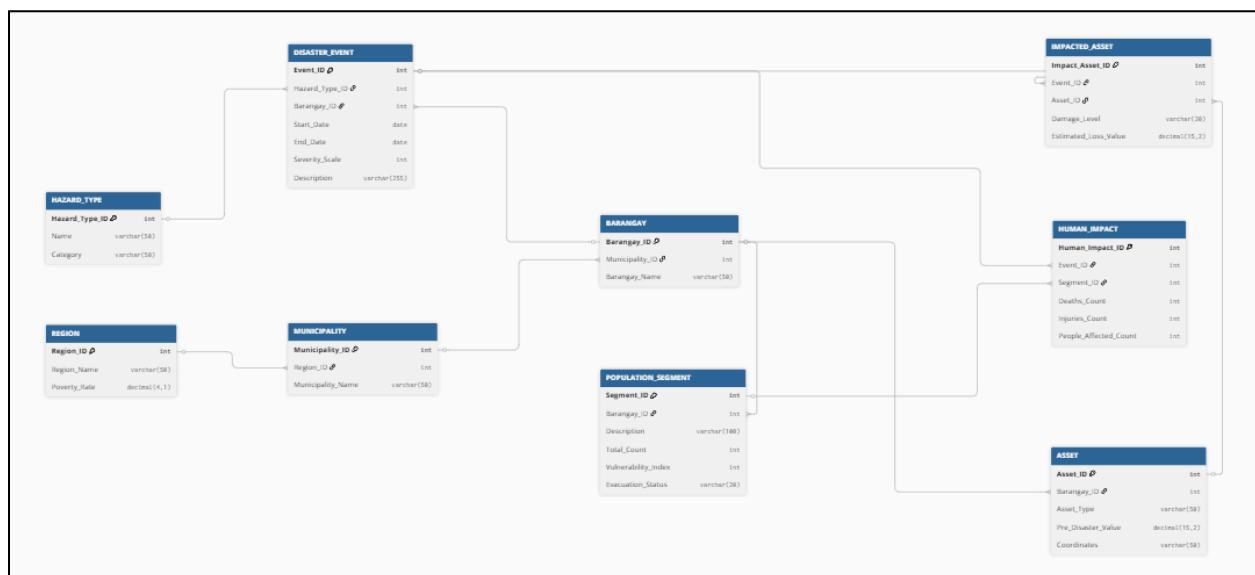 DISASTER_EVENT
Event_ID int
Hazard_Type_ID int
Barangay_ID int
Start_Date date
End_Date date
Severity_Scale int
Description varchar(255)
IMPACTED_ASSET
Impact_Asset_ID int
Event_ID int
Asset_ID int
Damage_Level varchar(20)
Estimated_Loss_Value decimal(15,2)
HAZARD_TYPE
Hazard_Type_ID int
Name varchar(50)
Category varchar(50)
BARANGAY
Barangay_ID int
Municipality_ID int
Barangay_Name varchar(50)
HUMAN_IMPACT
Human_Impact_ID int
Event_ID int
Segment_ID int
Deaths_Count int
Injuries_Count int
People_Affected_Count int
REGION
Region_ID int
Region_Name varchar(50)
Poverty_Rate decimal(4,1)
MUNICIPALITY
Municipality_ID int
Region_ID int
Municipality_Name varchar(50)
POPULATION_SEGMENT
Segment_ID int
Barangay_ID int
Description varchar(100)
Total_Count int
Vulnerability_Index int
Evacuation_Status varchar(20)
ASSET
Asset_ID int
Barangay_ID int
Asset_Type varchar(50)
Pre_Disaster_Value decimal(15,2)
Coordinates varchar(50)